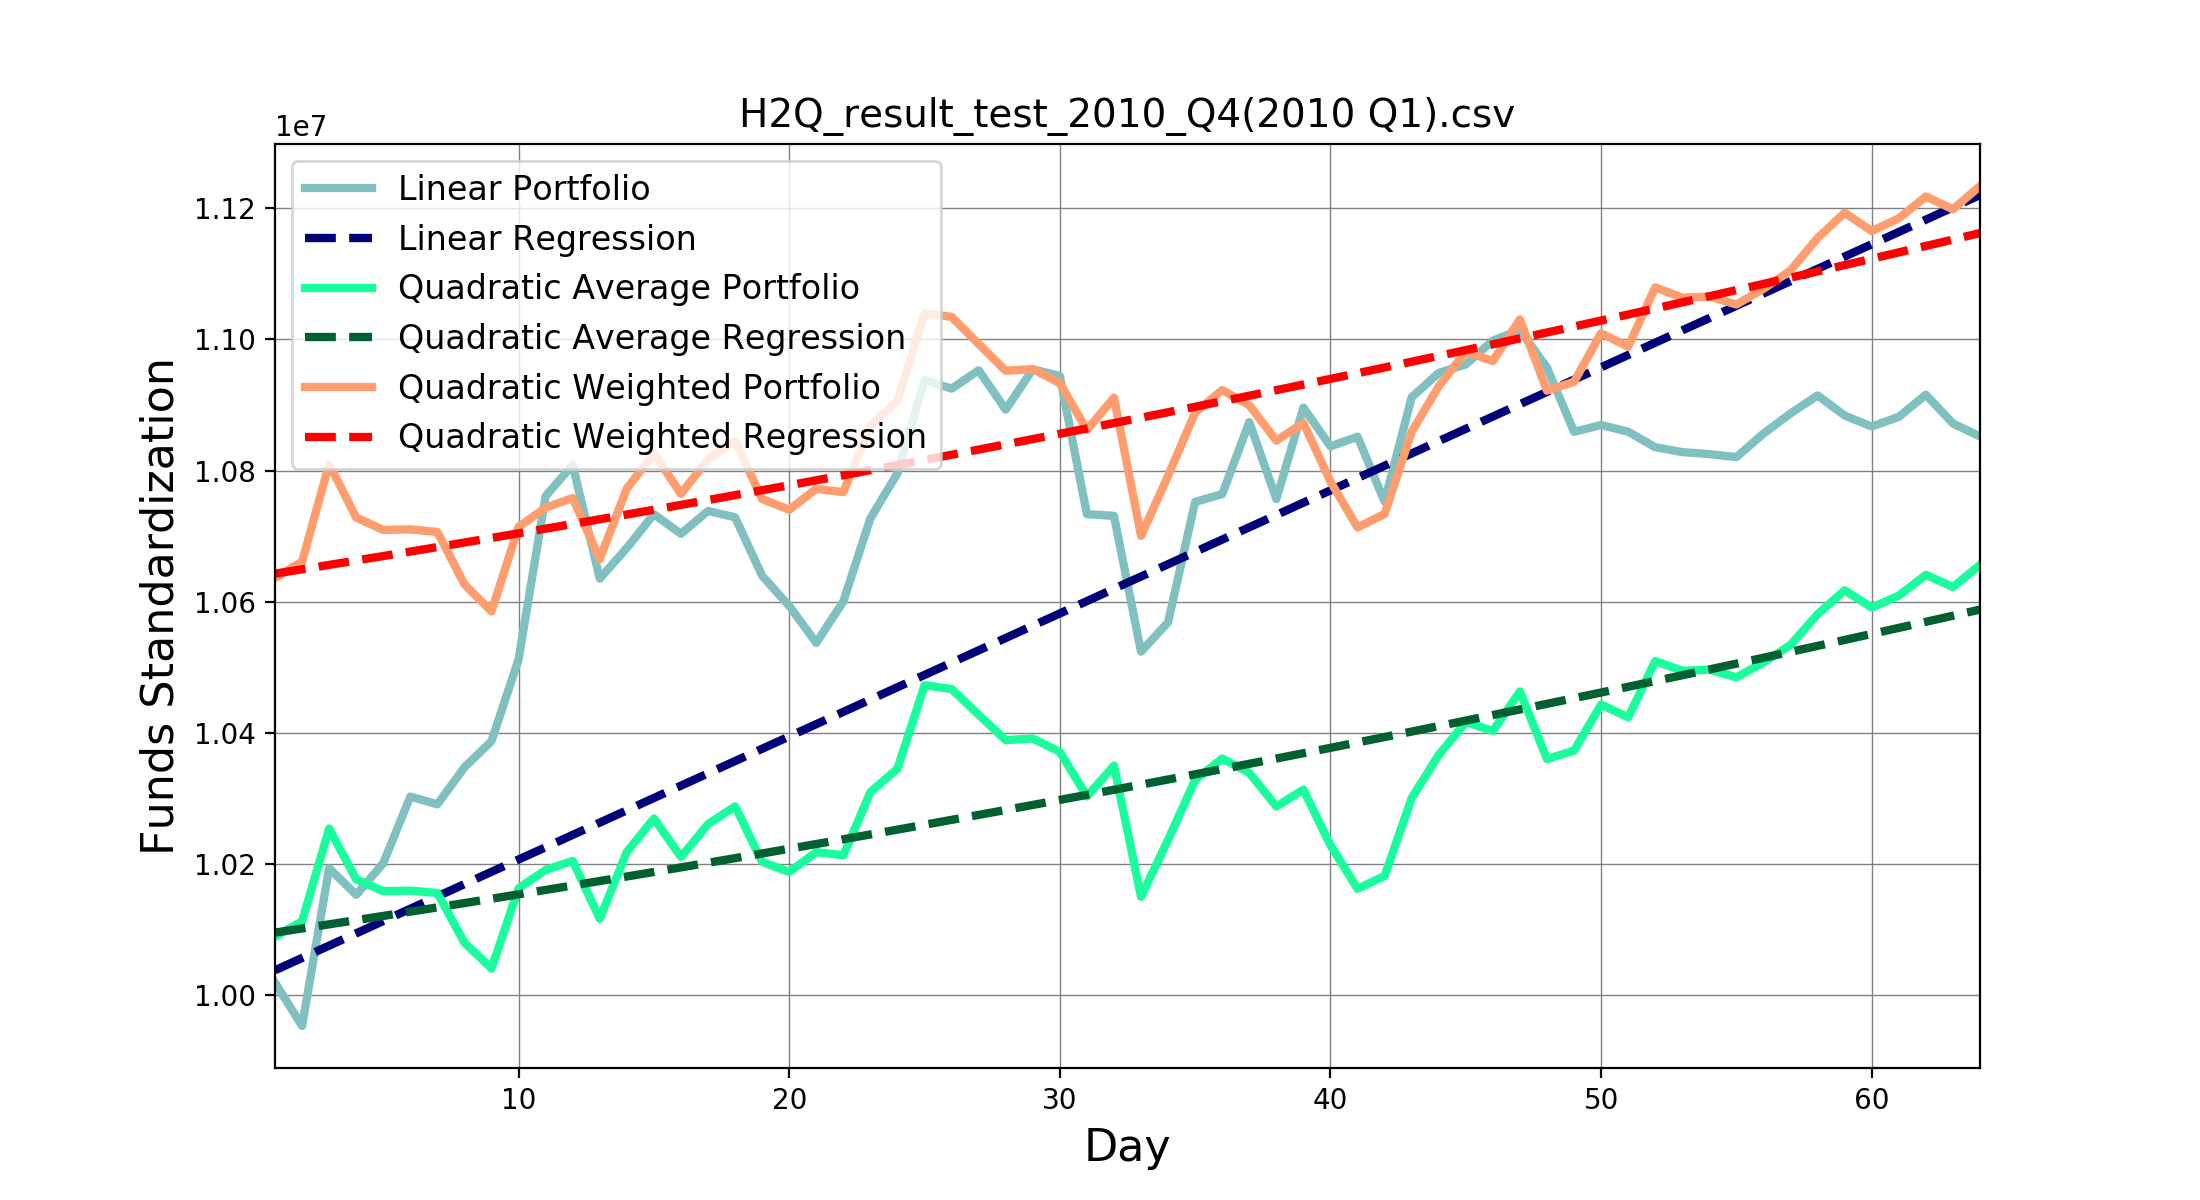 H2Q_result_test_2010_Q4(2010 Q1).csv
1e7
Linear Portfolio
Linear Regression
Quadratic Average Portfolio
Quadratic Average Regression
Quadratic Weighted Portfolio
Quadratic Weighted Regression
1.12
1.10
1.08
1.06
1.04
1.02
1.00
Funds Standardization
10 20 30 40 50 60
Day